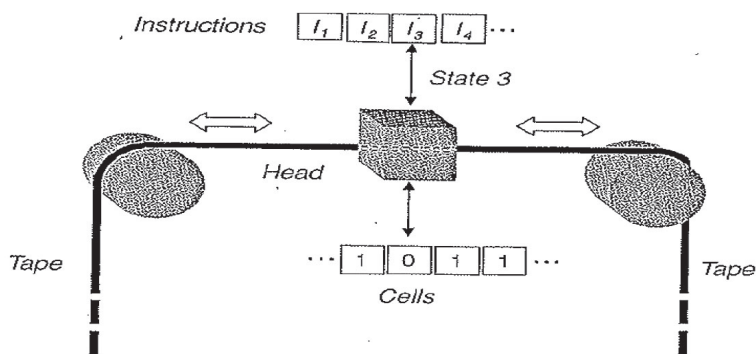 Instructions I₁ I₂ I₃ I₄ ...
State 3
Head
... 1 0 1 1 ...
Tape
Tape
Cells